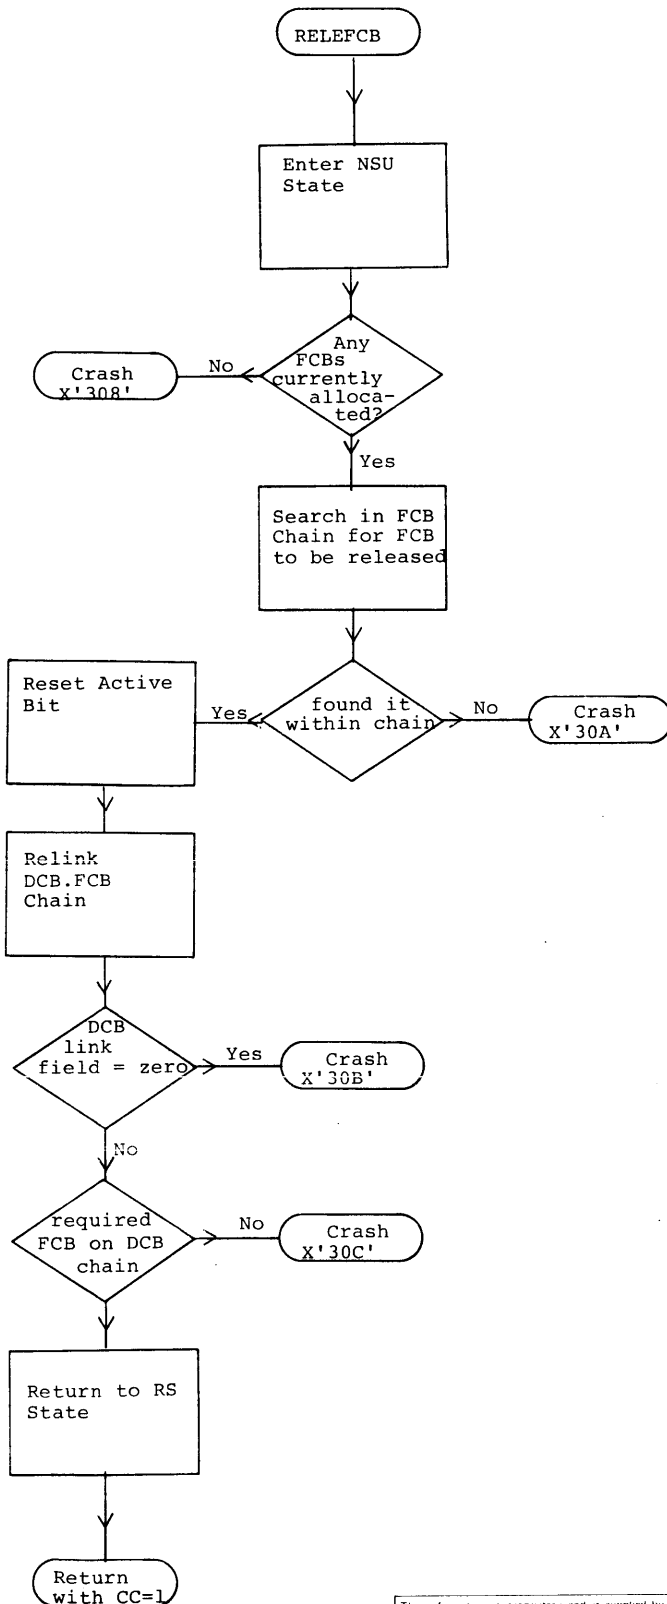 RELEFCB
Enter NSU
State
Any
FCBs
currently
alloca-
ted?
No
Crash
X'308'
Yes
Search in FCB
Chain for FCB
to be released
found it
within chain
Yes
No
Crash
X'30A'
Reset Active
Bit
Relink
DCB.FCB
Chain
DCB
link
field = zero
Yes
Crash
X'30B'
No
required
FCB on DCB
chain
No
Crash
X'30C'
Return to RS
State
Return
with CC=1